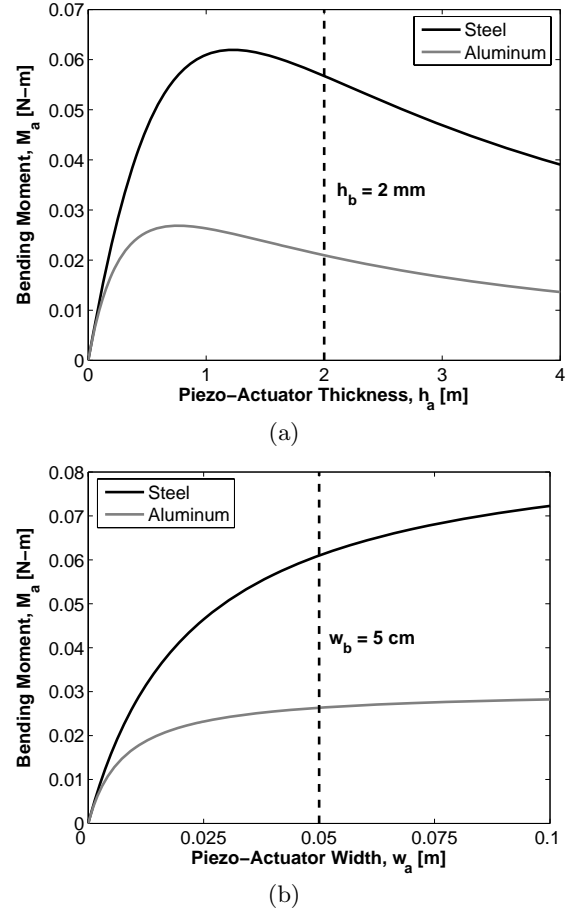 0.07
0.06
0.05
0.04
0.03
0.02
0.01
0
Bending Moment, M_a [N−m]
Steel
Aluminum
h_b = 2 mm
0 1 2 3 4
Piezo−Actuator Thickness, h_a [m]
(a)
0.08
0.07
0.06
0.05
0.04
0.03
0.02
0.01
0
Bending Moment, M_a [N−m]
Steel
Aluminum
w_b = 5 cm
0 0.025 0.05 0.075 0.1
Piezo−Actuator Width, w_a [m]
(b)